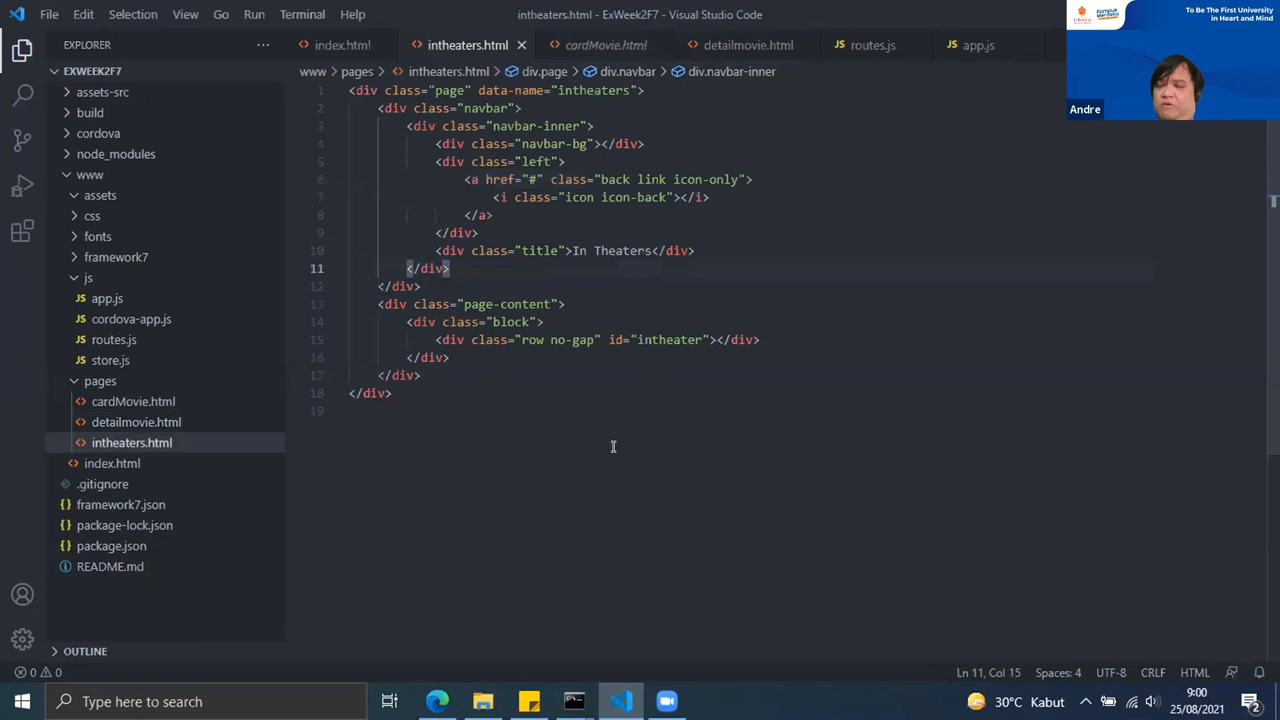 File Edit Selection View Go Run Terminal Help
intheaters.html - ExWeek2F7 - Visual Studio Code
UBAYA
Kampus Merdeka
To Be The First University
in Heart and Mind
Andre
EXPLORER
index.html intheaters.html cardMovie.html detailmovie.html routes.js app.js
www > pages > intheaters.html > div.page > div.navbar > div.navbar-inner
EXWEEK2F7
assets-src
build
cordova
node_modules
www
assets
css
fonts
framework7
js
app.js
cordova-app.js
routes.js
store.js
pages
cardMovie.html
detailmovie.html
intheaters.html
index.html
.gitignore
framework7.json
package-lock.json
package.json
README.md
OUTLINE
1 <div class="page" data-name="intheaters">
2 <div class="navbar">
3 <div class="navbar-inner">
4 <div class="navbar-bg"></div>
5 <div class="left">
6 <a href="#" class="back link icon-only">
7 <i class="icon icon-back"></i>
8 </a>
9 </div>
10 <div class="title">In Theaters</div>
11 </div>
12 </div>
13 <div class="page-content">
14 <div class="block">
15 <div class="row no-gap" id="intheater"></div>
16 </div>
17 </div>
18 </div>
19
0 0
Ln 11, Col 15 Spaces: 4 UTF-8 CRLF HTML
Type here to search
30°C Kabut
9:00
25/08/2021
2